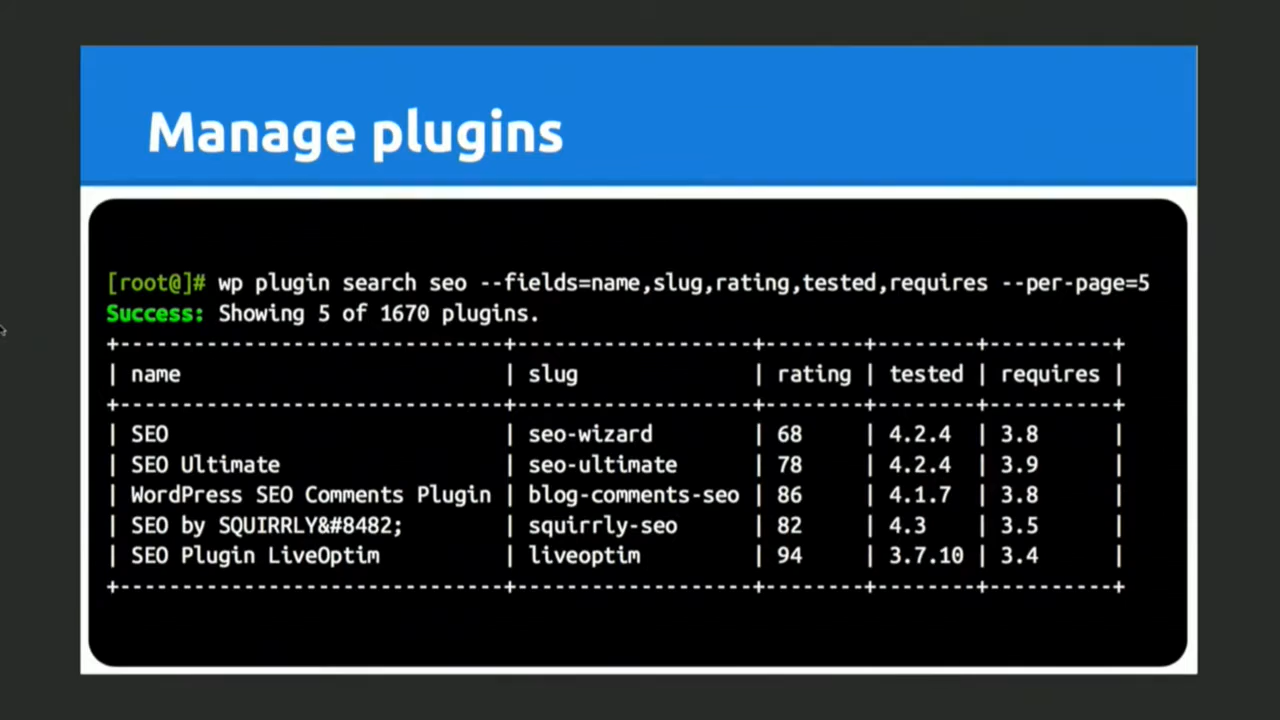 Manage plugins
[root@]# wp plugin search seo --fields=name,slug,rating,tested,requires --per-page=5
Success: Showing 5 of 1670 plugins.
+--------------------------------+-------------------+--------+--------+----------+
| name                           | slug              | rating | tested | requires |
+--------------------------------+-------------------+--------+--------+----------+
| SEO                            | seo-wizard        | 68     | 4.2.4  | 3.8      |
| SEO Ultimate                   | seo-ultimate      | 78     | 4.2.4  | 3.9      |
| WordPress SEO Comments Plugin  | blog-comments-seo | 86     | 4.1.7  | 3.8      |
| SEO by SQUIRRLY&#8482;         | squirrly-seo      | 82     | 4.3    | 3.5      |
| SEO Plugin LiveOptim           | liveoptim         | 94     | 3.7.10 | 3.4      |
+--------------------------------+-------------------+--------+--------+----------+